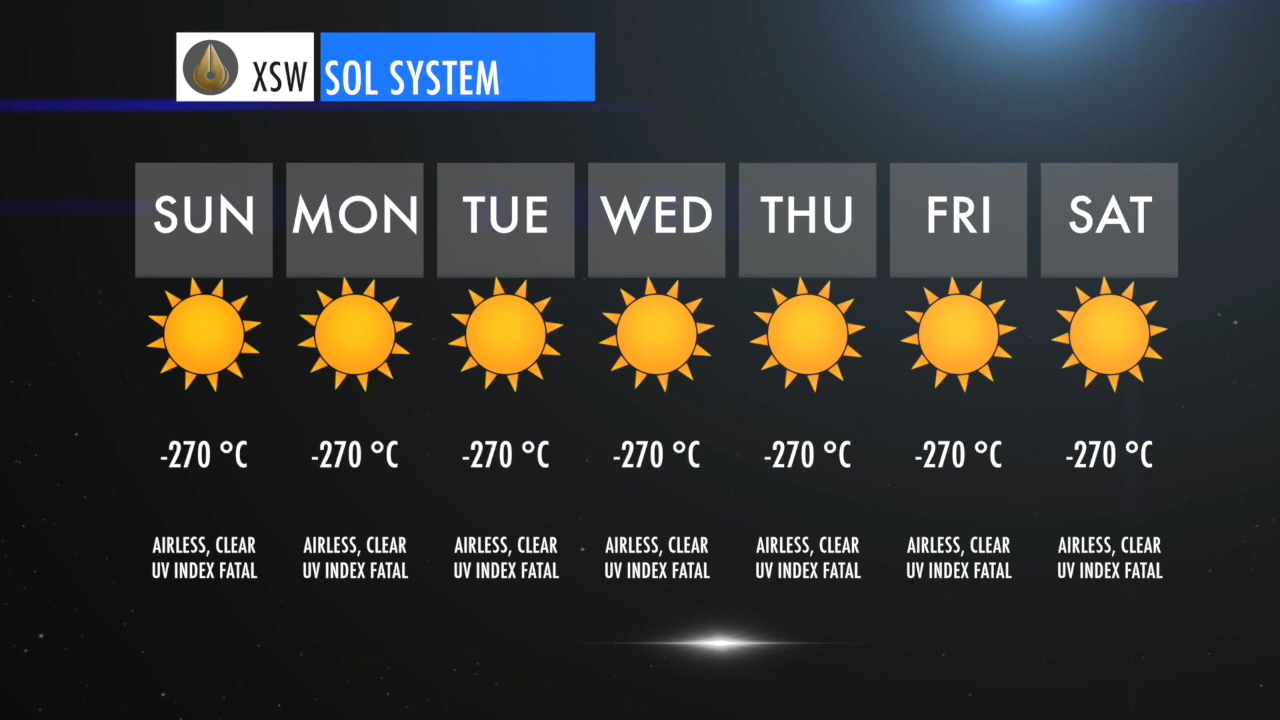 XSW SOL SYSTEM
SUN MON TUE WED THU FRI SAT
-270 °C -270 °C -270 °C -270 °C -270 °C -270 °C -270 °C
AIRLESS, CLEAR AIRLESS, CLEAR AIRLESS, CLEAR AIRLESS, CLEAR AIRLESS, CLEAR AIRLESS, CLEAR AIRLESS, CLEAR
UV INDEX FATAL UV INDEX FATAL UV INDEX FATAL UV INDEX FATAL UV INDEX FATAL UV INDEX FATAL UV INDEX FATAL